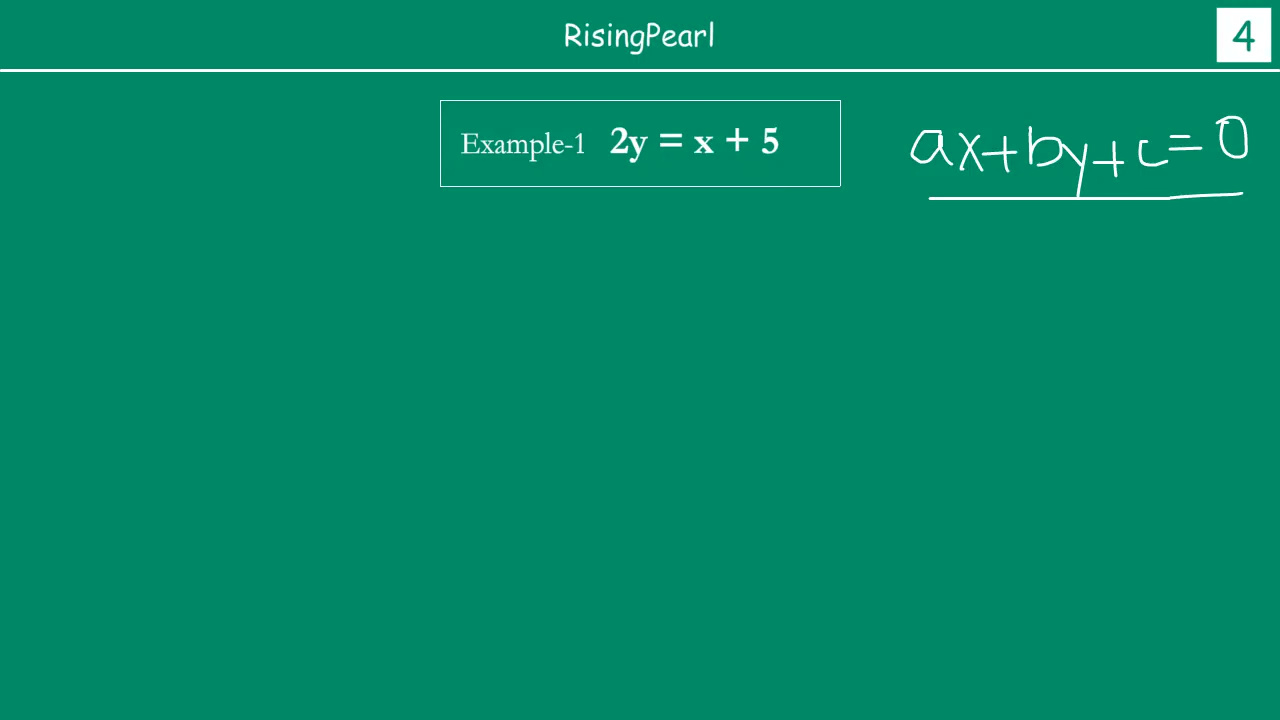 RisingPearl
4
Example-1 2y = x + 5
ax+by+c=0